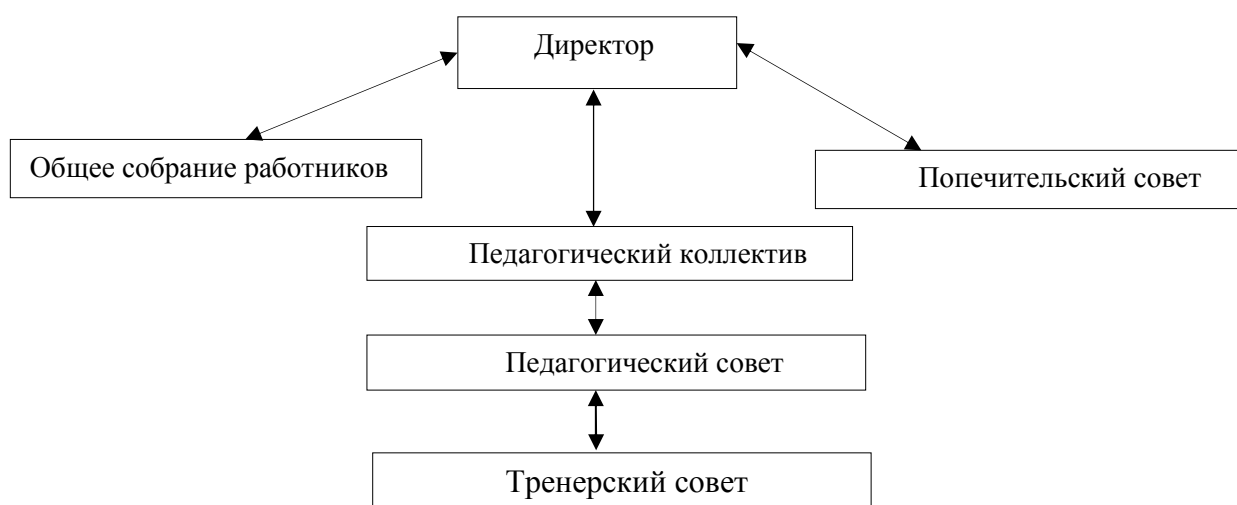 Директор
Общее собрание работников
Попечительский совет
Педагогический коллектив
Педагогический совет
Тренерский совет